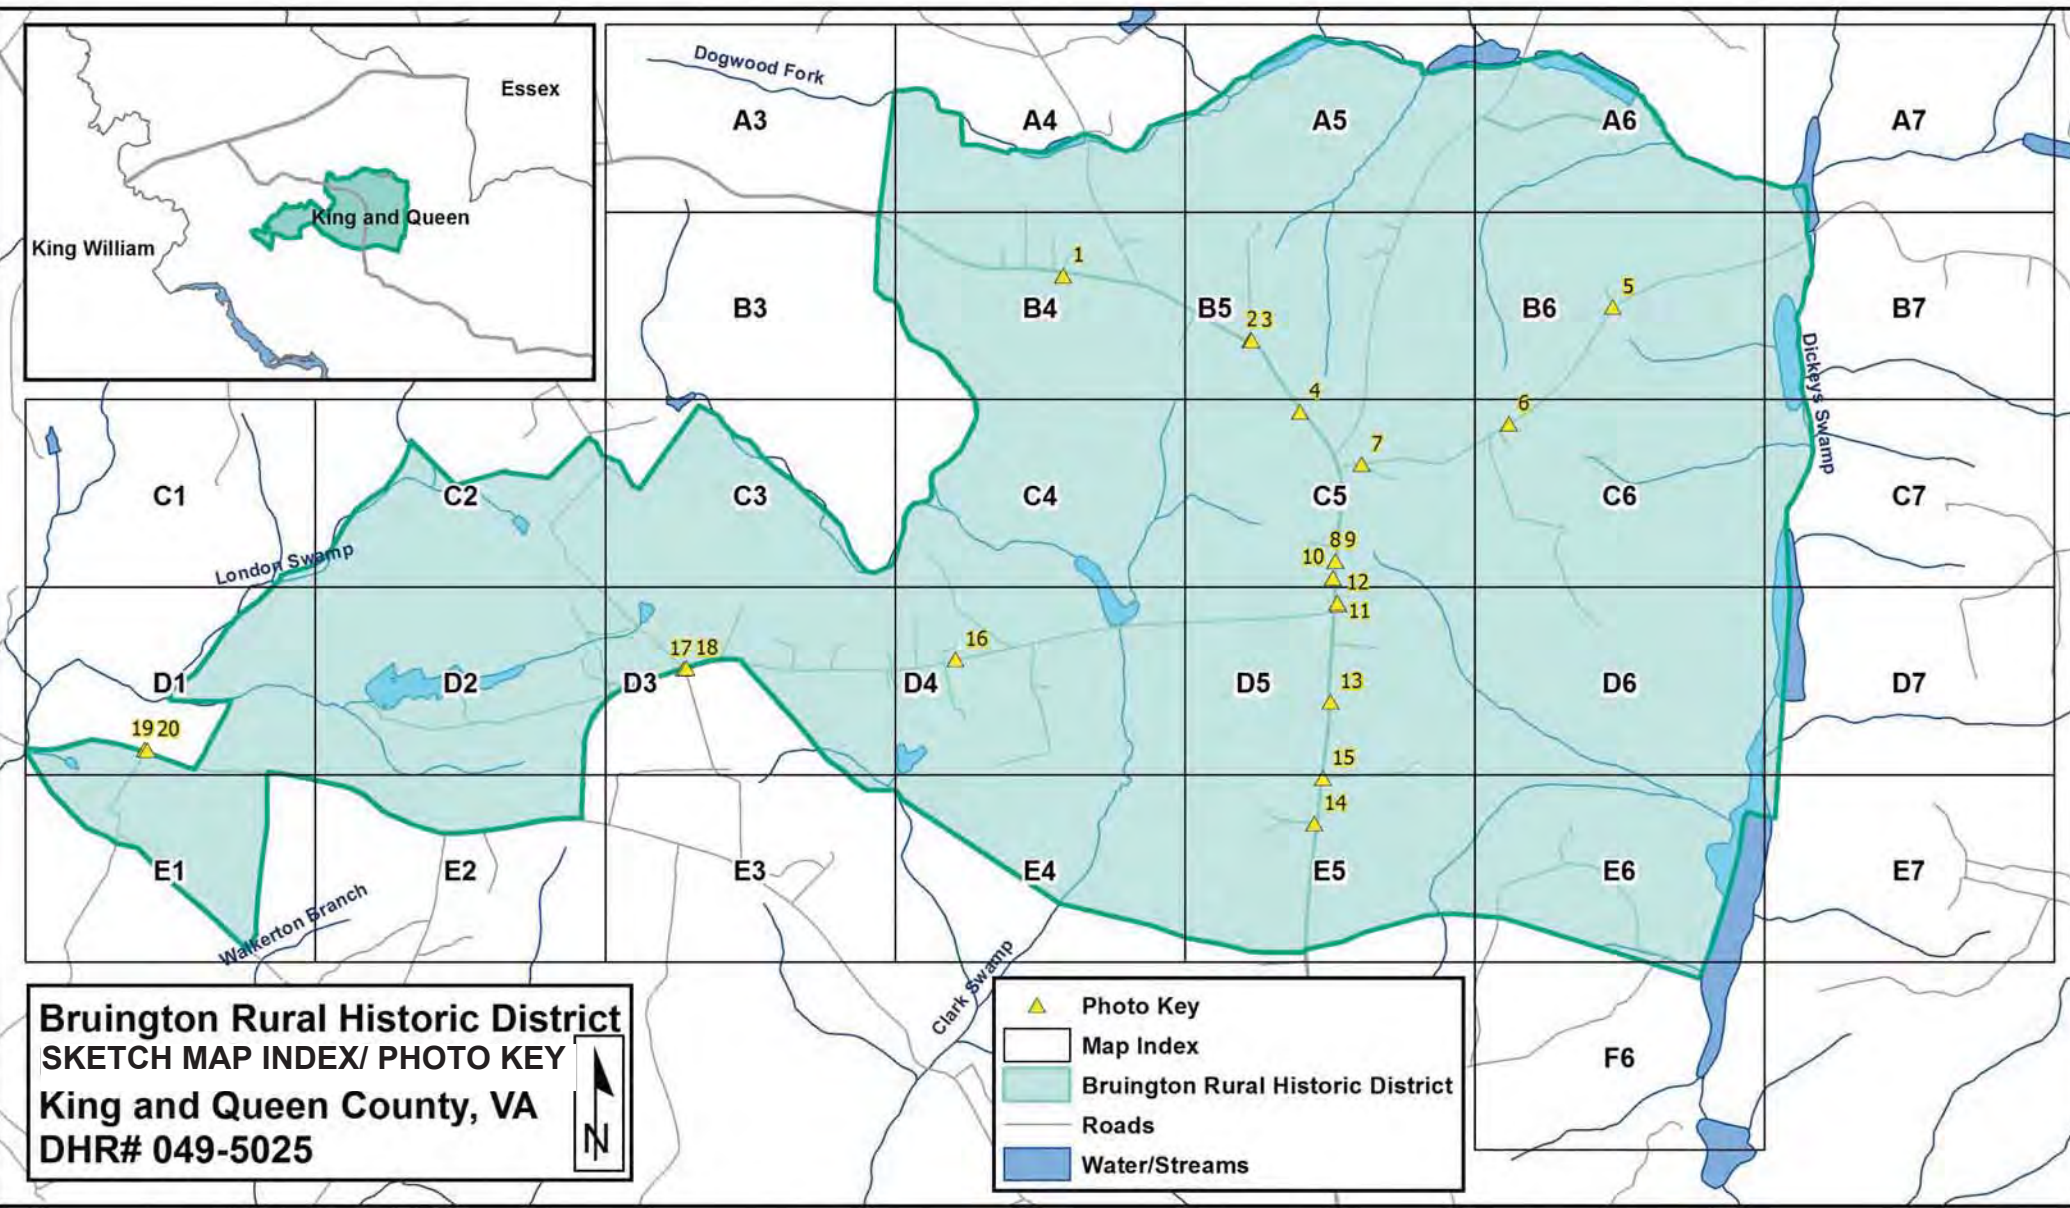 Essex
King and Queen
King William
Dogwood Fork
A3
A4
A5
A6
A7
1
B3
B4
B5
B6
5
B7
2 3
4
6
7
Dickeys Swamp
C1
C2
C3
C4
C5
C6
C7
8 9
10
12
11
London Swamp
16
17 18
D1
D2
D3
D4
D5
13
D6
D7
19 20
15
14
E1
E2
E3
E4
E5
E6
E7
Walkerton Branch
Clark Swamp
F6
Bruington Rural Historic District
SKETCH MAP INDEX/ PHOTO KEY
King and Queen County, VA
DHR# 049-5025
N
Photo Key
Map Index
Bruington Rural Historic District
Roads
Water/Streams